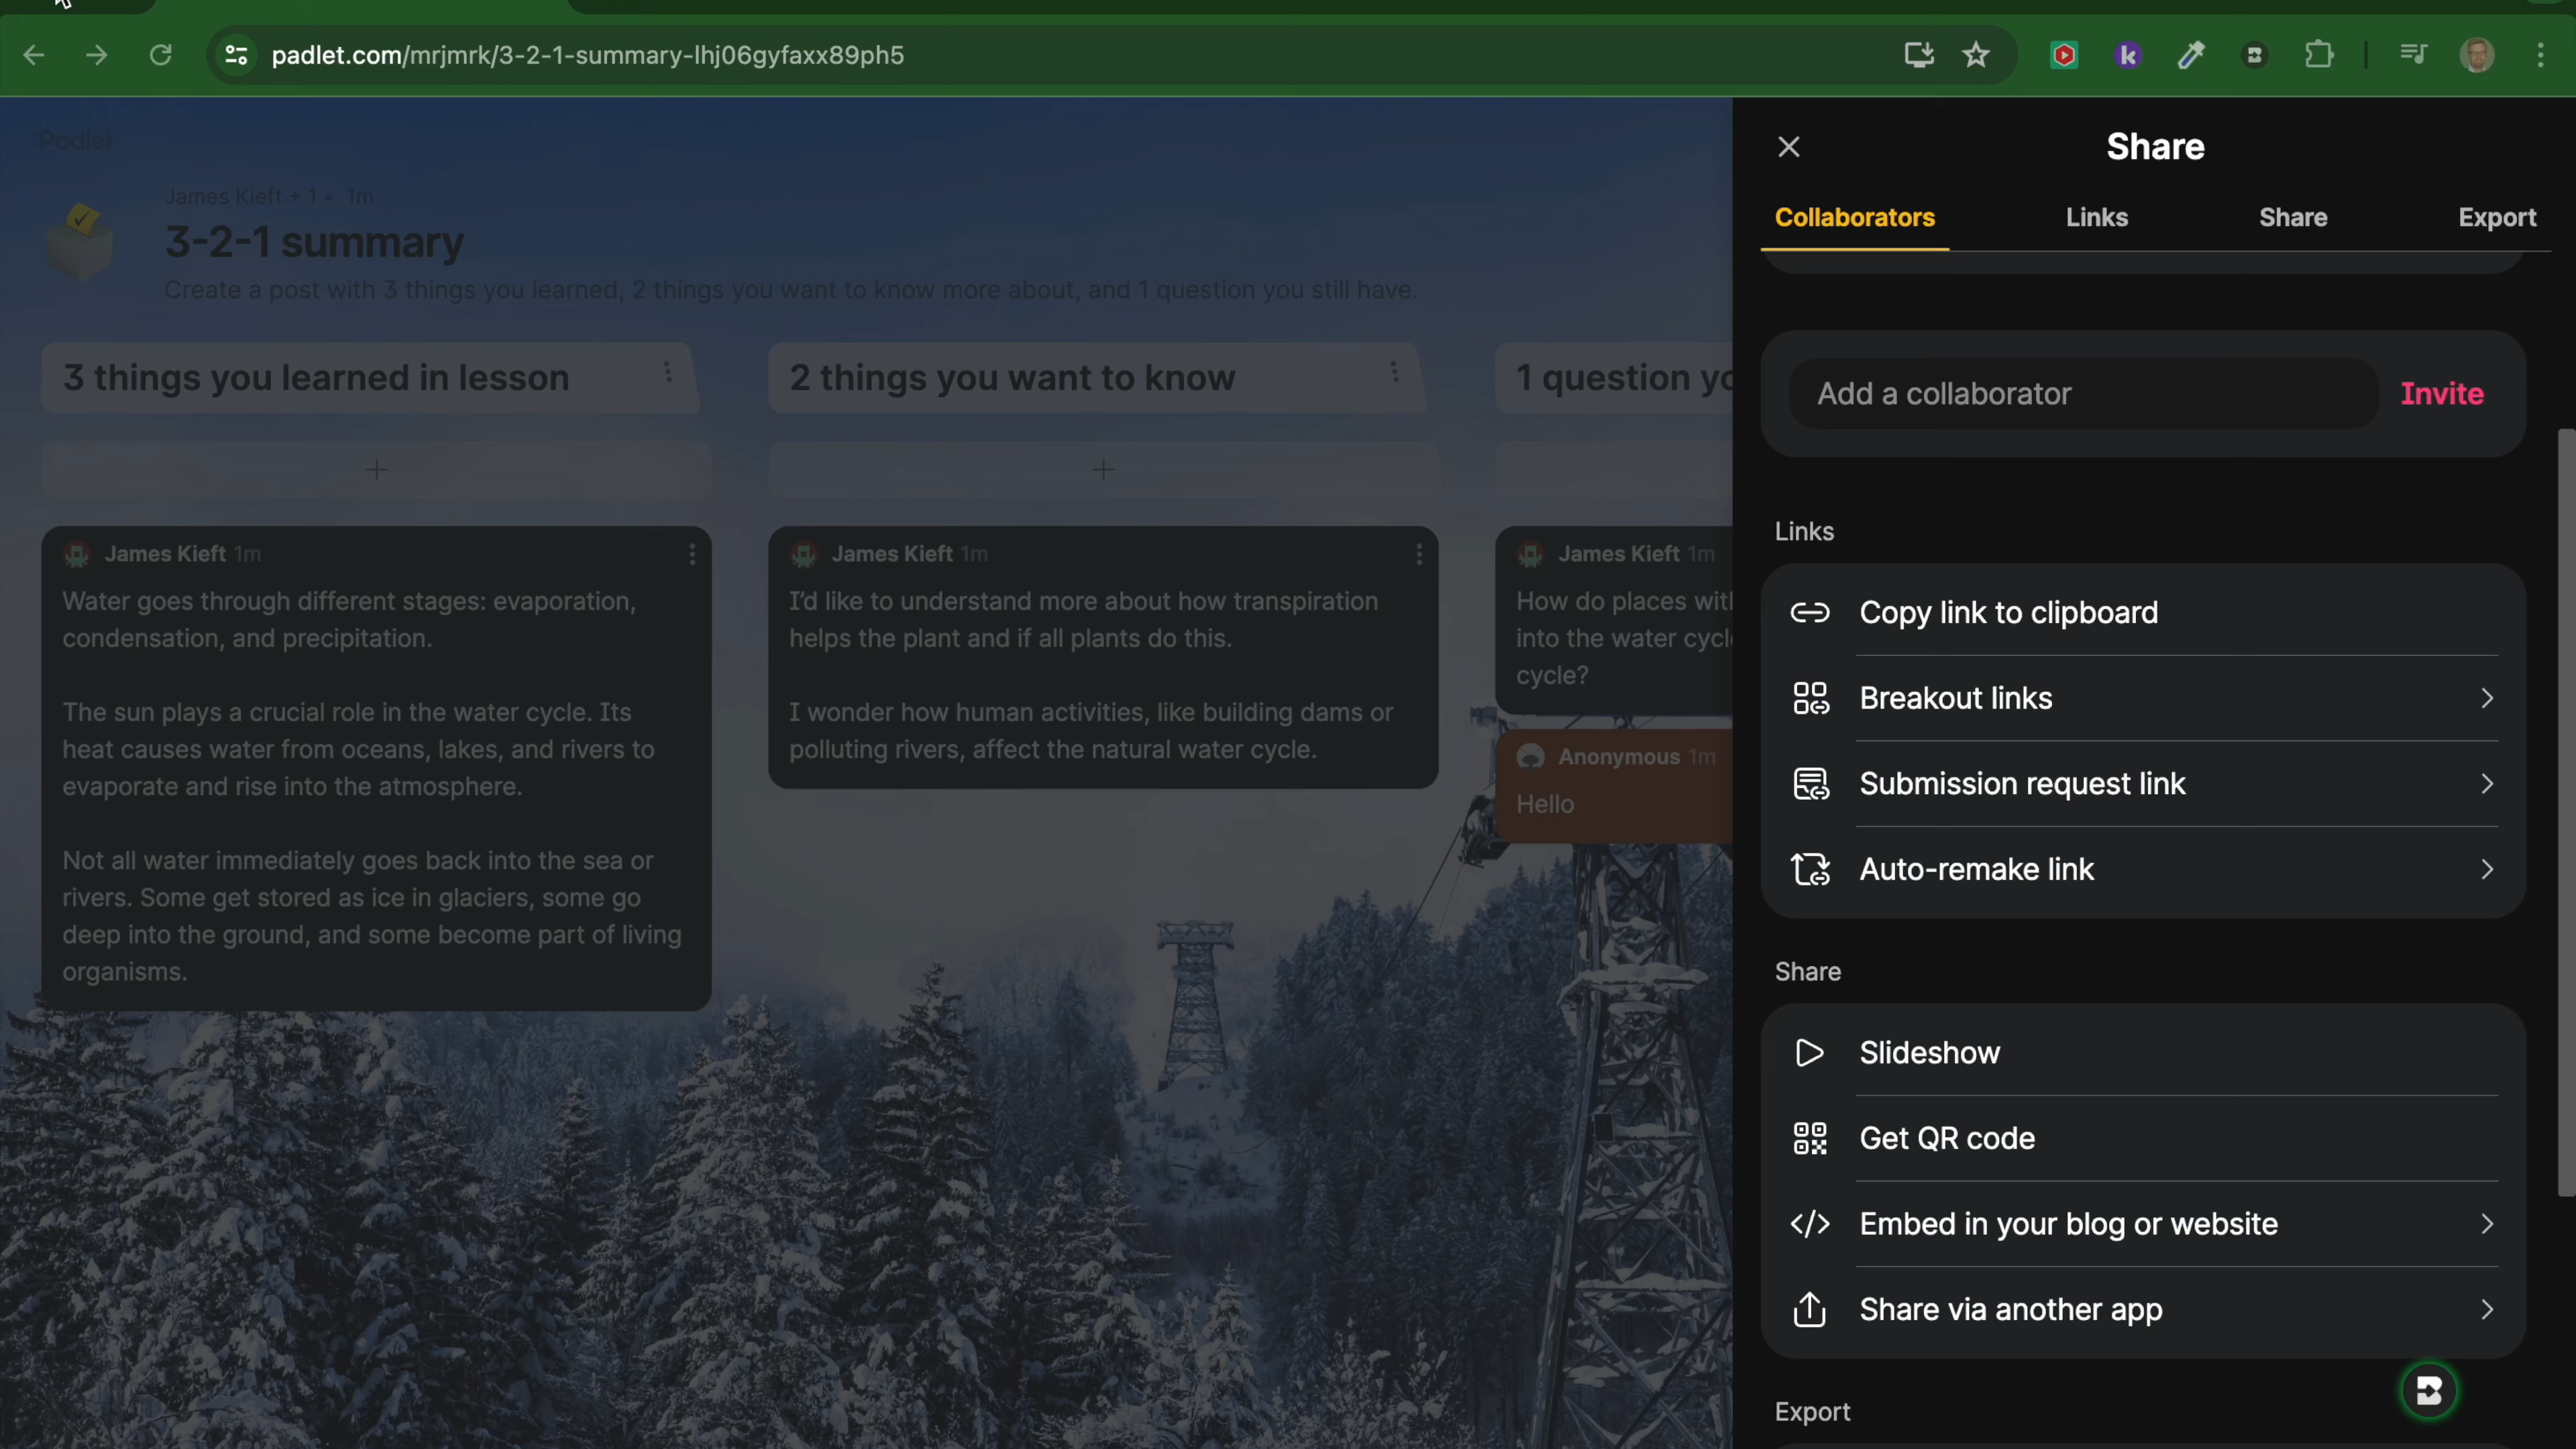 padlet.com/mrjmrk/3-2-1-summary-lhj06gyfaxx89ph5
:Padlet
James Kieft + 1 • 1m
3-2-1 summary
Create a post with 3 things you learned, 2 things you want to know more about, and 1 question you still have.
3 things you learned in lesson
James Kieft 1m
Water goes through different stages: evaporation,
condensation, and precipitation.
The sun plays a crucial role in the water cycle. Its
heat causes water from oceans, lakes, and rivers to
evaporate and rise into the atmosphere.
Not all water immediately goes back into the sea or
rivers. Some get stored as ice in glaciers, some go
deep into the ground, and some become part of living
organisms.
2 things you want to know
James Kieft 1m
I'd like to understand more about how transpiration
helps the plant and if all plants do this.
I wonder how human activities, like building dams or
polluting rivers, affect the natural water cycle.
1 question
James Kieft 1m
How do places
into the water
cycle?
Anonymous 1m
Hello
Share
Collaborators
Links
Share
Export
Add a collaborator
Invite
Links
Copy link to clipboard
Breakout links
Submission request link
Auto-remake link
Share
Slideshow
Get QR code
Embed in your blog or website
Share via another app
Export